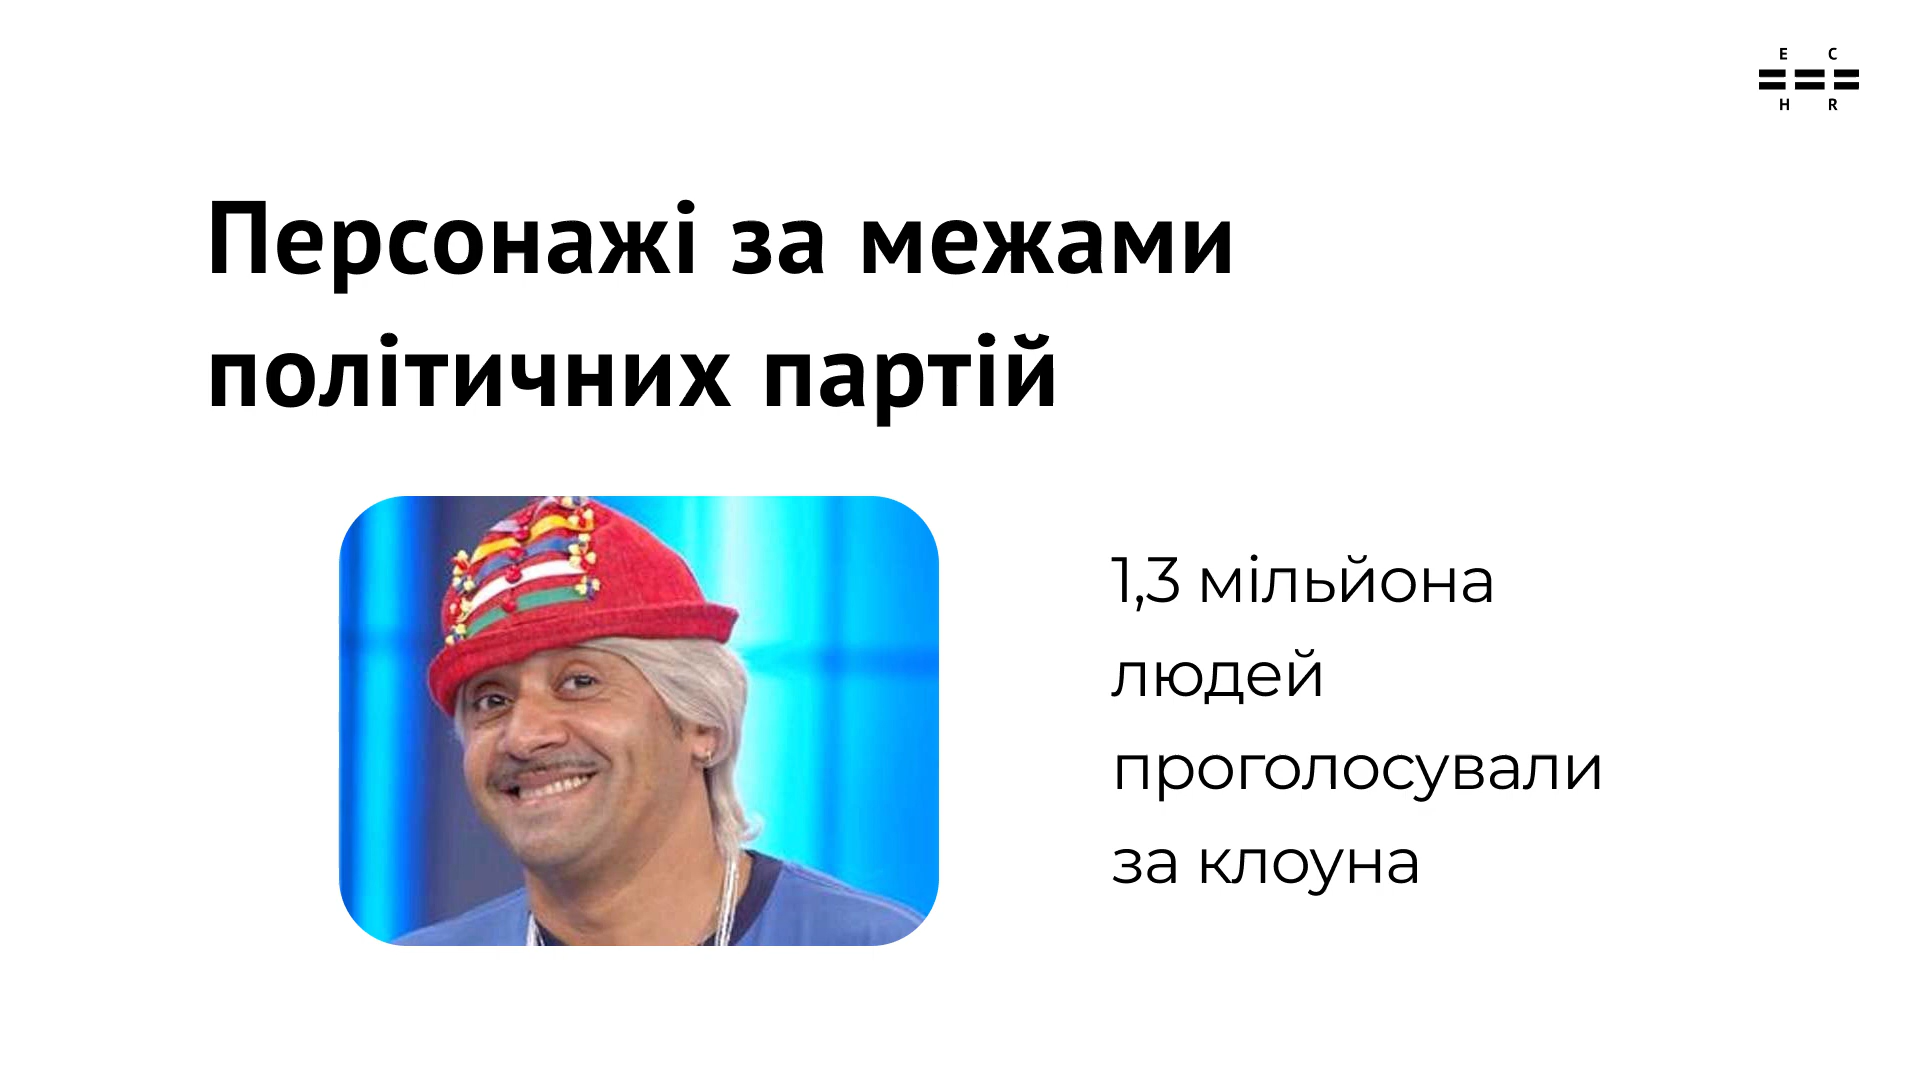 E C
H R
Персонажі за межами
політичних партій
1,3 мільйона
людей
проголосували
за клоуна